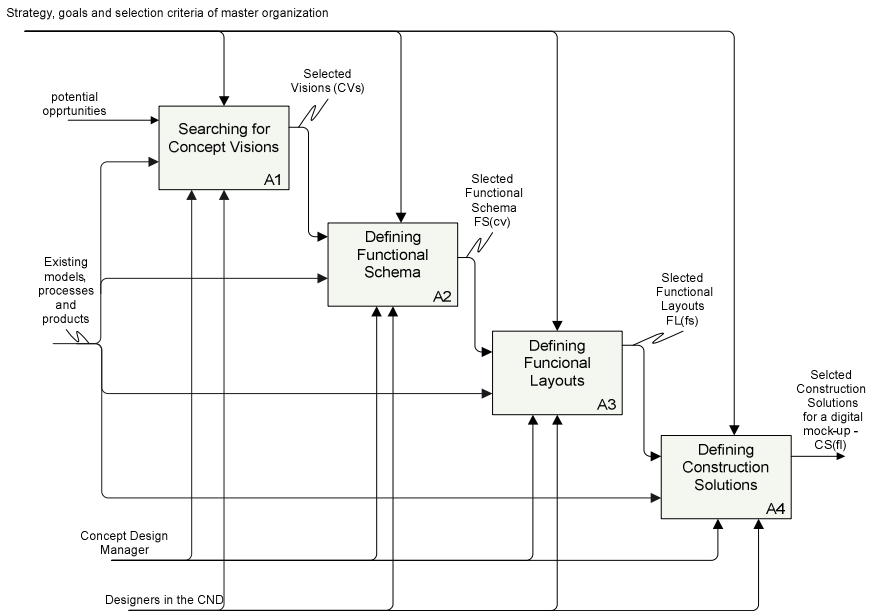 Strategy, goals and selection criteria of master organization
Selected
Visions (CVs)
potential
opprtunities
Searching for
Concept Visions
A1
Slected
Functional
Schema
FS(cv)
Defining
Functional
Schema
A2
Existing
models,
processes
and
products
Slected
Functional
Layouts
FL(fs)
Defining
Funcional
Layouts
A3
Selcted
Construction
Solutions
for a digital
mock-up -
CS(fl)
Defining
Construction
Solutions
A4
Concept Design
Manager
Designers in the CND